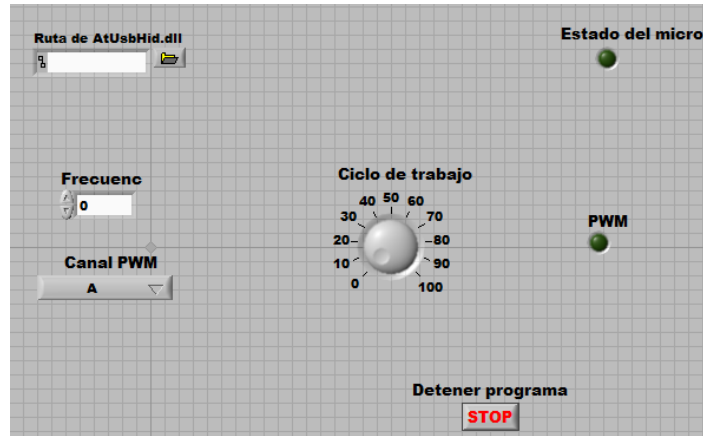 Ruta de AtUsbHid.dll
Estado del micro
Frecuenc
0
Ciclo de trabajo
0
10
20
30
40
50
60
70
80
90
100
PWM
Canal PWM
A
Detener programa
STOP